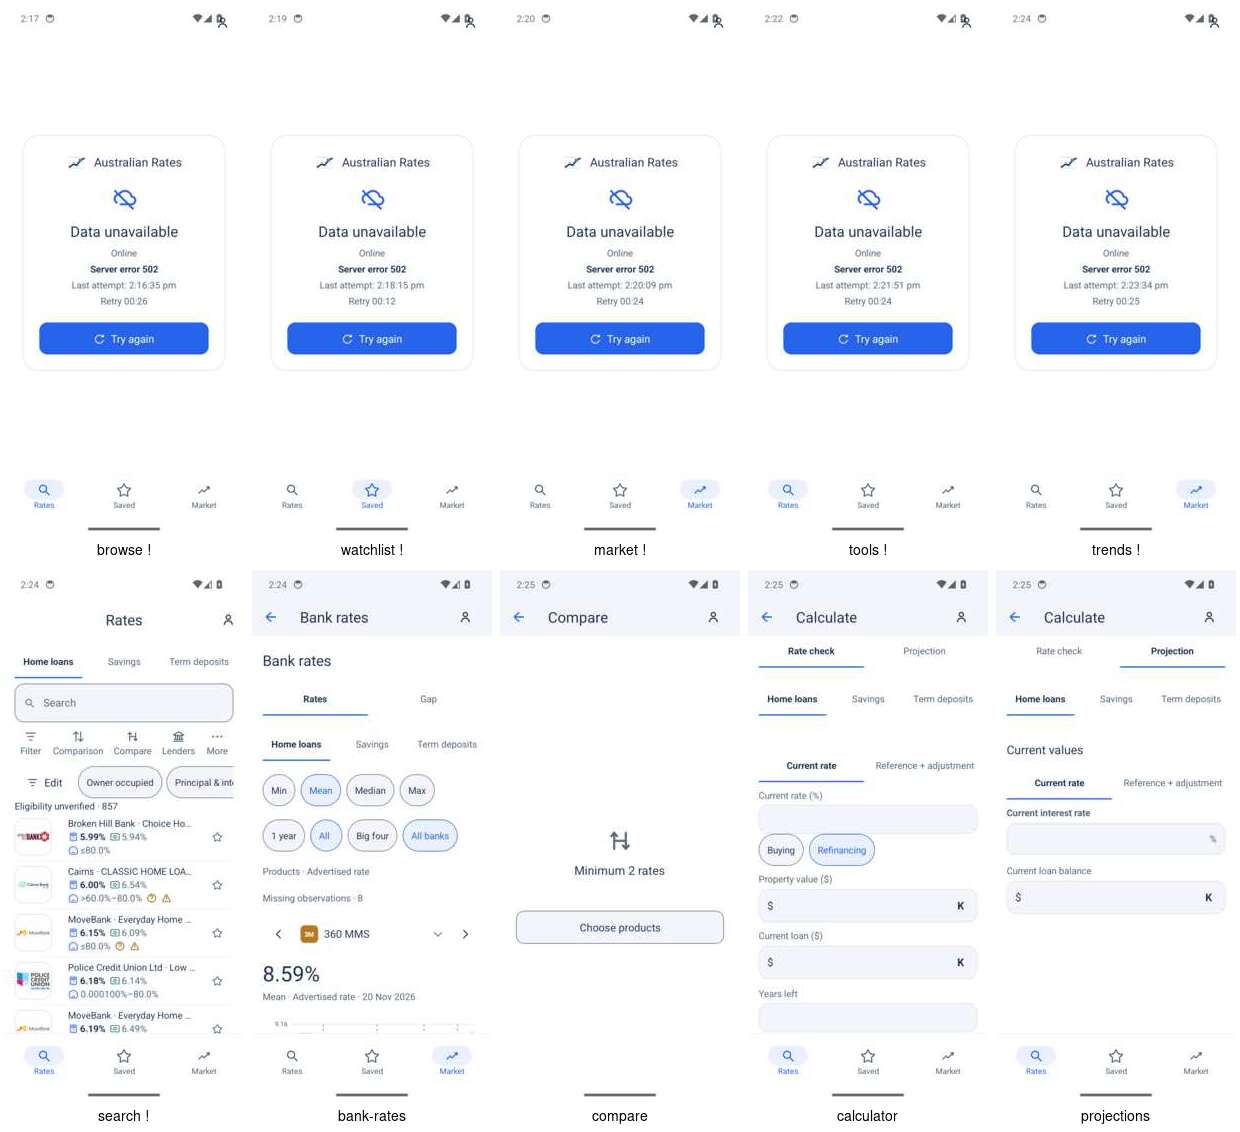 2:17
2:19
2:20
2:22
2:24
Australian Rates
Data unavailable
Online
Server error 502
Last attempt: 2:16:35 pm
Retry 00:26
Try again
Rates
Saved
Market
browse !
Australian Rates
Data unavailable
Online
Server error 502
Last attempt: 2:18:15 pm
Retry 00:12
Try again
Rates
Saved
Market
watchlist !
Australian Rates
Data unavailable
Online
Server error 502
Last attempt: 2:20:09 pm
Retry 00:24
Try again
Rates
Saved
Market
market !
Australian Rates
Data unavailable
Online
Server error 502
Last attempt: 2:21:51 pm
Retry 00:24
Try again
Rates
Saved
Market
tools !
Australian Rates
Data unavailable
Online
Server error 502
Last attempt: 2:23:34 pm
Retry 00:25
Try again
Rates
Saved
Market
trends !
2:24
Rates
Home loans Savings Term deposits
Search
Filter Comparison Compare Lenders More
Edit Owner occupied Principal & int
Eligibility unverified · 857
Broken Hill Bank · Choice Ho...
5.99% 5.94%
≤80.0%
Cairns · CLASSIC HOME LOA...
6.00% 6.54%
>60.0%–80.0%
MoveBank · Everyday Home ...
6.15% 6.09%
≤80.0%
POLICE CREDIT UNION
Police Credit Union Ltd · Low ...
6.18% 6.14%
0.000100%–80.0%
MoveBank · Everyday Home ...
6.19% 6.49%
Rates
Saved
Market
search !
2:24
Bank rates
Bank rates
Rates Gap
Home loans Savings Term deposits
Min Mean Median Max
1 year All Big four All banks
Products · Advertised rate
Missing observations · 8
3M 360 MMS
8.59%
Mean · Advertised rate · 20 Nov 2026
9.16
Rates
Saved
Market
bank-rates
2:25
Compare
Minimum 2 rates
Choose products
compare
2:25
Calculate
Rate check Projection
Home loans Savings Term deposits
Current rate Reference + adjustment
Current rate (%)
Buying Refinancing
Property value ($)
$ K
Current loan ($)
$ K
Years left
Rates
Saved
Market
calculator
2:25
Calculate
Rate check Projection
Home loans Savings Term deposits
Current values
Current rate Reference + adjustment
Current interest rate
%
Current loan balance
$ K
Rates
Saved
Market
projections